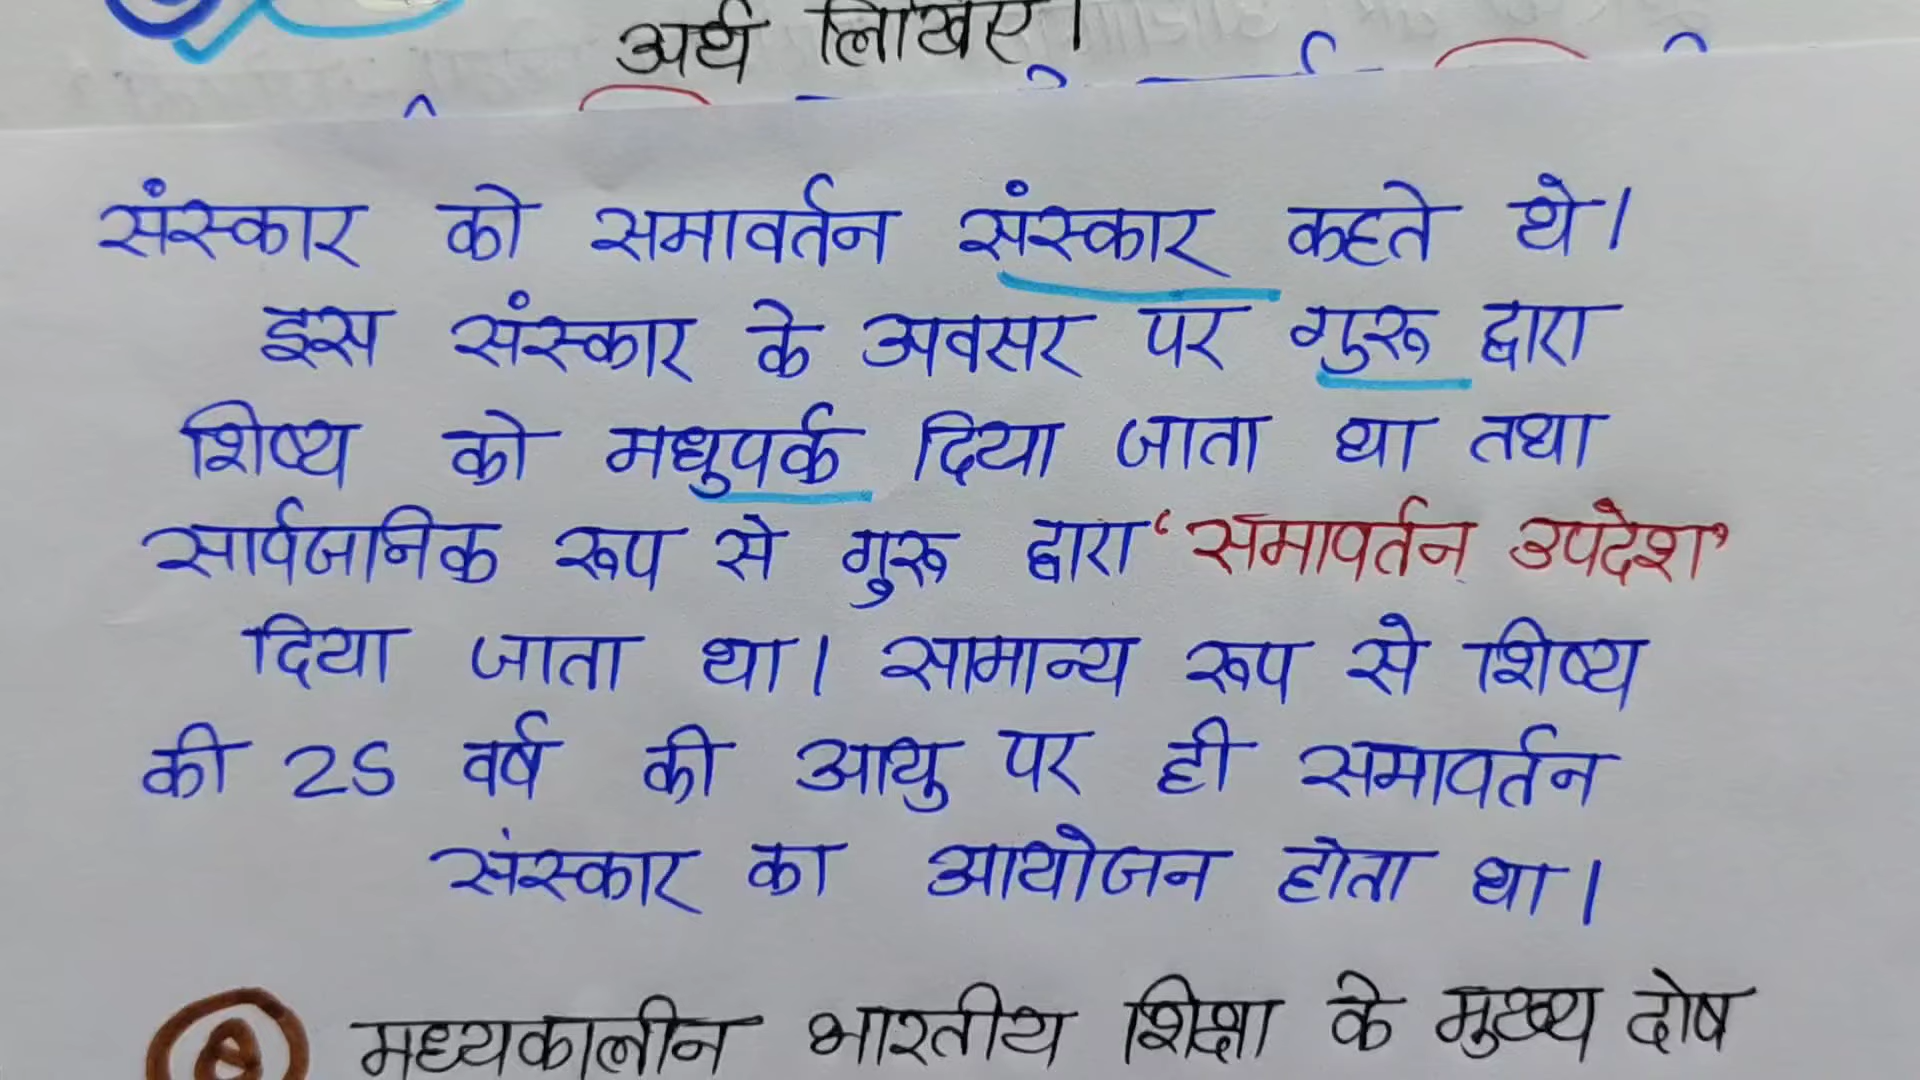 अर्थ लिखिए।
संस्कार को समावर्तन संस्कार कहते थे।
इस संस्कार के अवसर पर गुरू द्वारा
शिष्य को मधुपर्क दिया जाता था तथा
सार्वजनिक रूप से गुरू द्वारा ‘समावर्तन उपदेश’
दिया जाता था। सामान्य रूप से शिष्य
की 25 वर्ष की आयु पर ही समावर्तन
संस्कार का आयोजन होता था।
मध्यकालीन भारतीय शिक्षा के मुख्य दोष